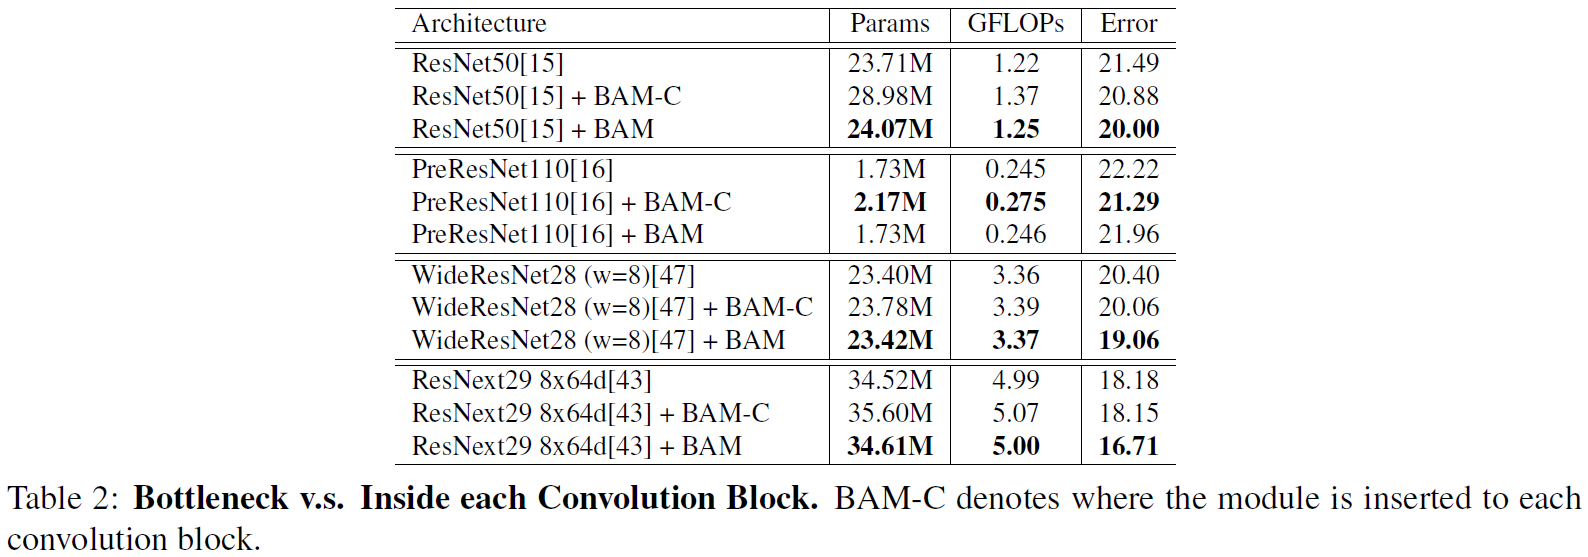 Architecture Params GFLOPs Error
ResNet50[15] 23.71M 1.22 21.49
ResNet50[15] + BAM-C 28.98M 1.37 20.88
ResNet50[15] + BAM 24.07M 1.25 20.00
PreResNet110[16] 1.73M 0.245 22.22
PreResNet110[16] + BAM-C 2.17M 0.275 21.29
PreResNet110[16] + BAM 1.73M 0.246 21.96
WideResNet28 (w=8)[47] 23.40M 3.36 20.40
WideResNet28 (w=8)[47] + BAM-C 23.78M 3.39 20.06
WideResNet28 (w=8)[47] + BAM 23.42M 3.37 19.06
ResNext29 8x64d[43] 34.52M 4.99 18.18
ResNext29 8x64d[43] + BAM-C 35.60M 5.07 18.15
ResNext29 8x64d[43] + BAM 34.61M 5.00 16.71
Table 2: Bottleneck v.s. Inside each Convolution Block. BAM-C denotes where the module is inserted to each
convolution block.